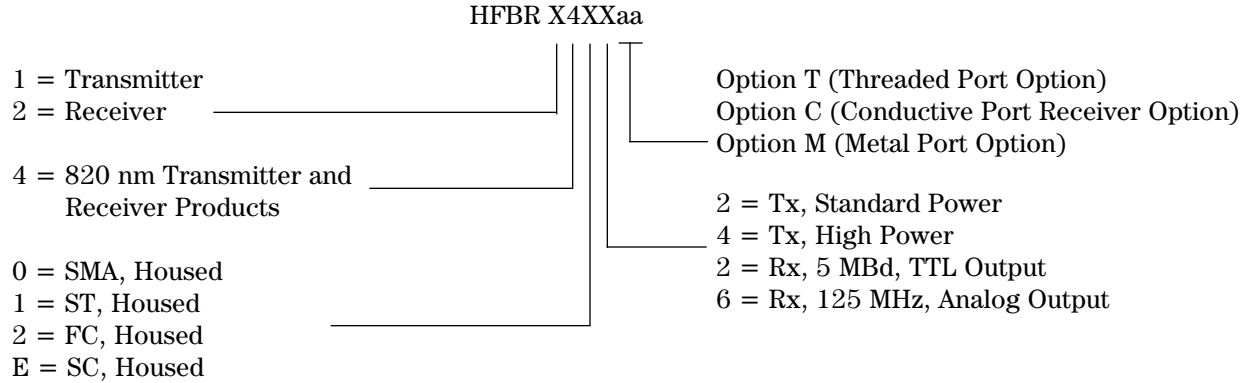 HFBR X4XXaa
1 = Transmitter
2 = Receiver
4 = 820 nm Transmitter and
Receiver Products
0 = SMA, Housed
1 = ST, Housed
2 = FC, Housed
E = SC, Housed
Option T (Threaded Port Option)
Option C (Conductive Port Receiver Option)
Option M (Metal Port Option)
2 = Tx, Standard Power
4 = Tx, High Power
2 = Rx, 5 MBd, TTL Output
6 = Rx, 125 MHz, Analog Output